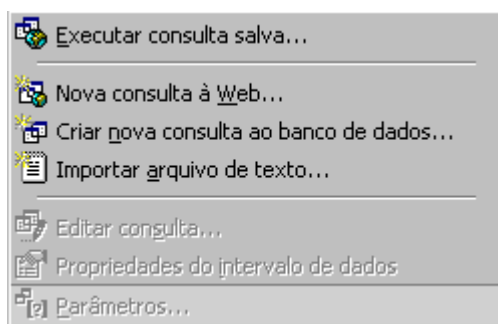 Executar consulta salva...
Nova consulta à Web...
Criar nova consulta ao banco de dados...
Importar arquivo de texto...
Editar consulta...
Propriedades do intervalo de dados
Parâmetros...